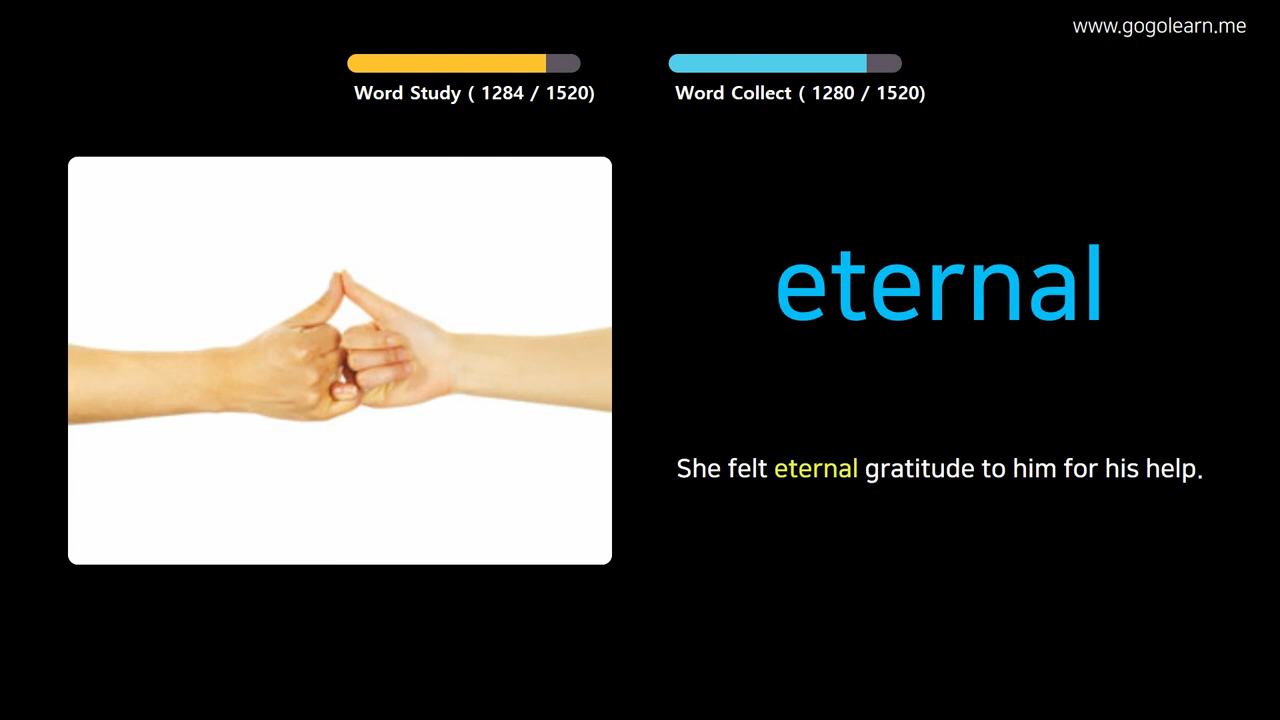 www.gogolearn.me
Word Study ( 1284 / 1520)
Word Collect ( 1280 / 1520)
eternal
She felt eternal gratitude to him for his help.